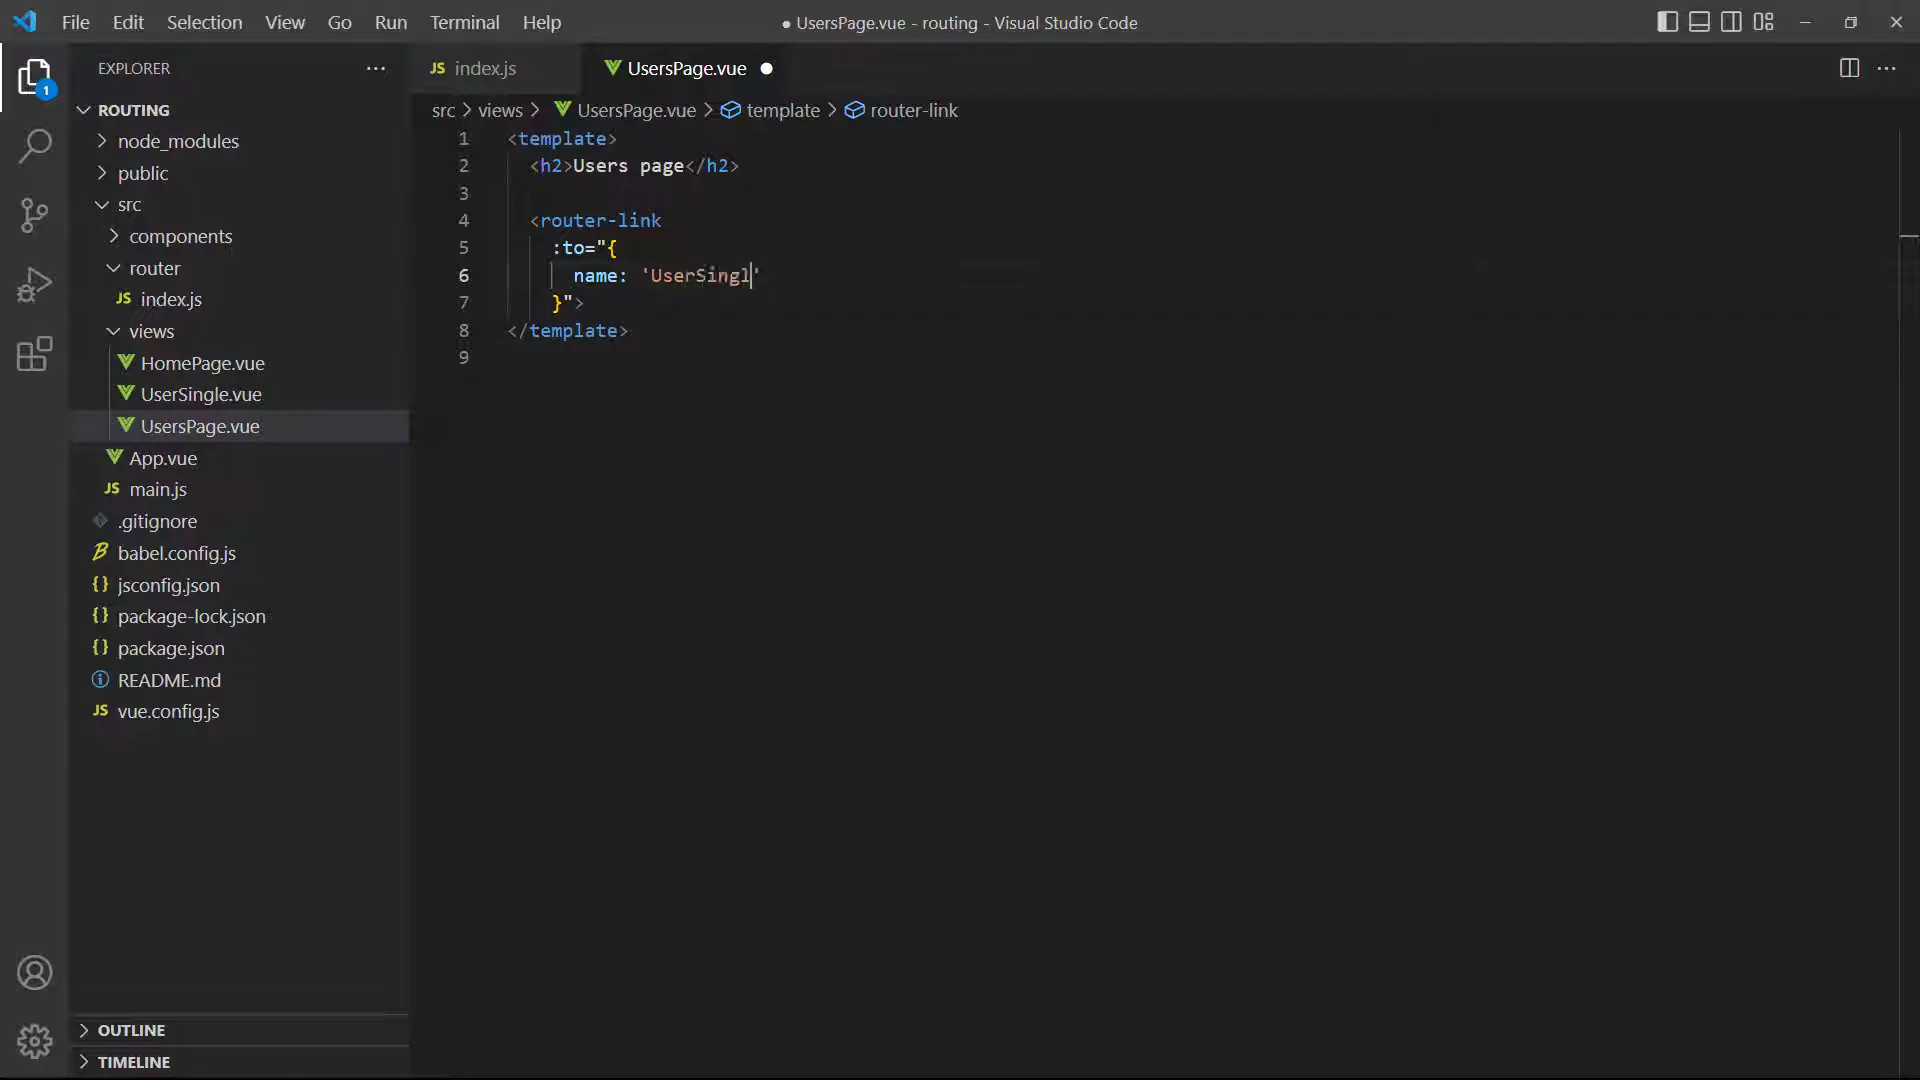 File Edit Selection View Go Run Terminal Help
● UsersPage.vue - routing - Visual Studio Code
EXPLORER
JS index.js
UsersPage.vue
1
ROUTING
node_modules
public
src
components
router
JS index.js
views
HomePage.vue
UserSingle.vue
UsersPage.vue
App.vue
JS main.js
.gitignore
babel.config.js
{} jsconfig.json
{} package-lock.json
{} package.json
README.md
JS vue.config.js
OUTLINE
TIMELINE
src > views > UsersPage.vue > template > router-link
1 <template>
2 <h2>Users page</h2>
3
4 <router-link
5 :to="{
6 name: 'UserSingl'
7 }">
8 </template>
9